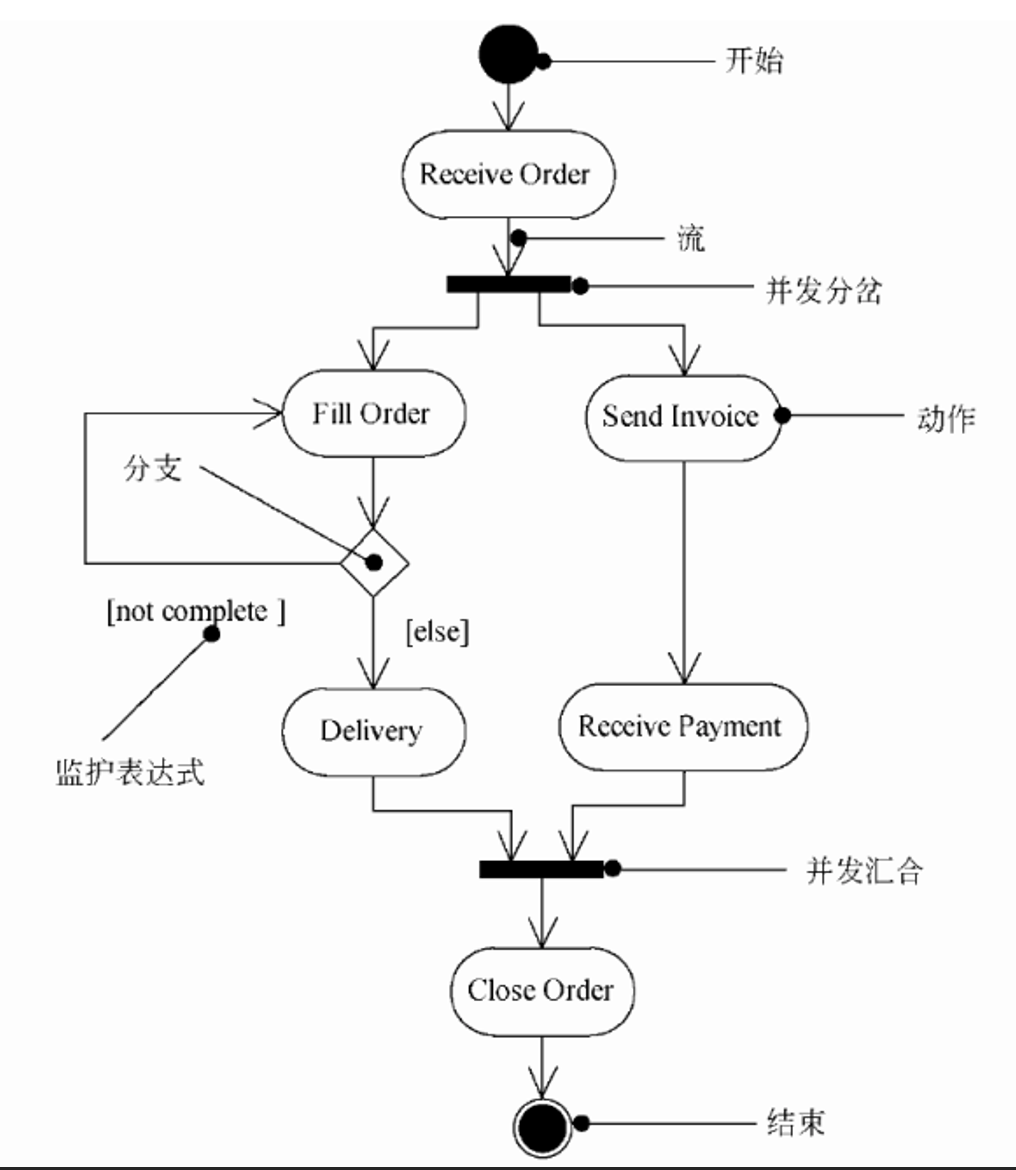 开始
Receive Order
流
并发分岔
Fill Order
Send Invoice
动作
分支
[not complete ]
[else]
Delivery
Receive Payment
监护表达式
并发汇合
Close Order
结束